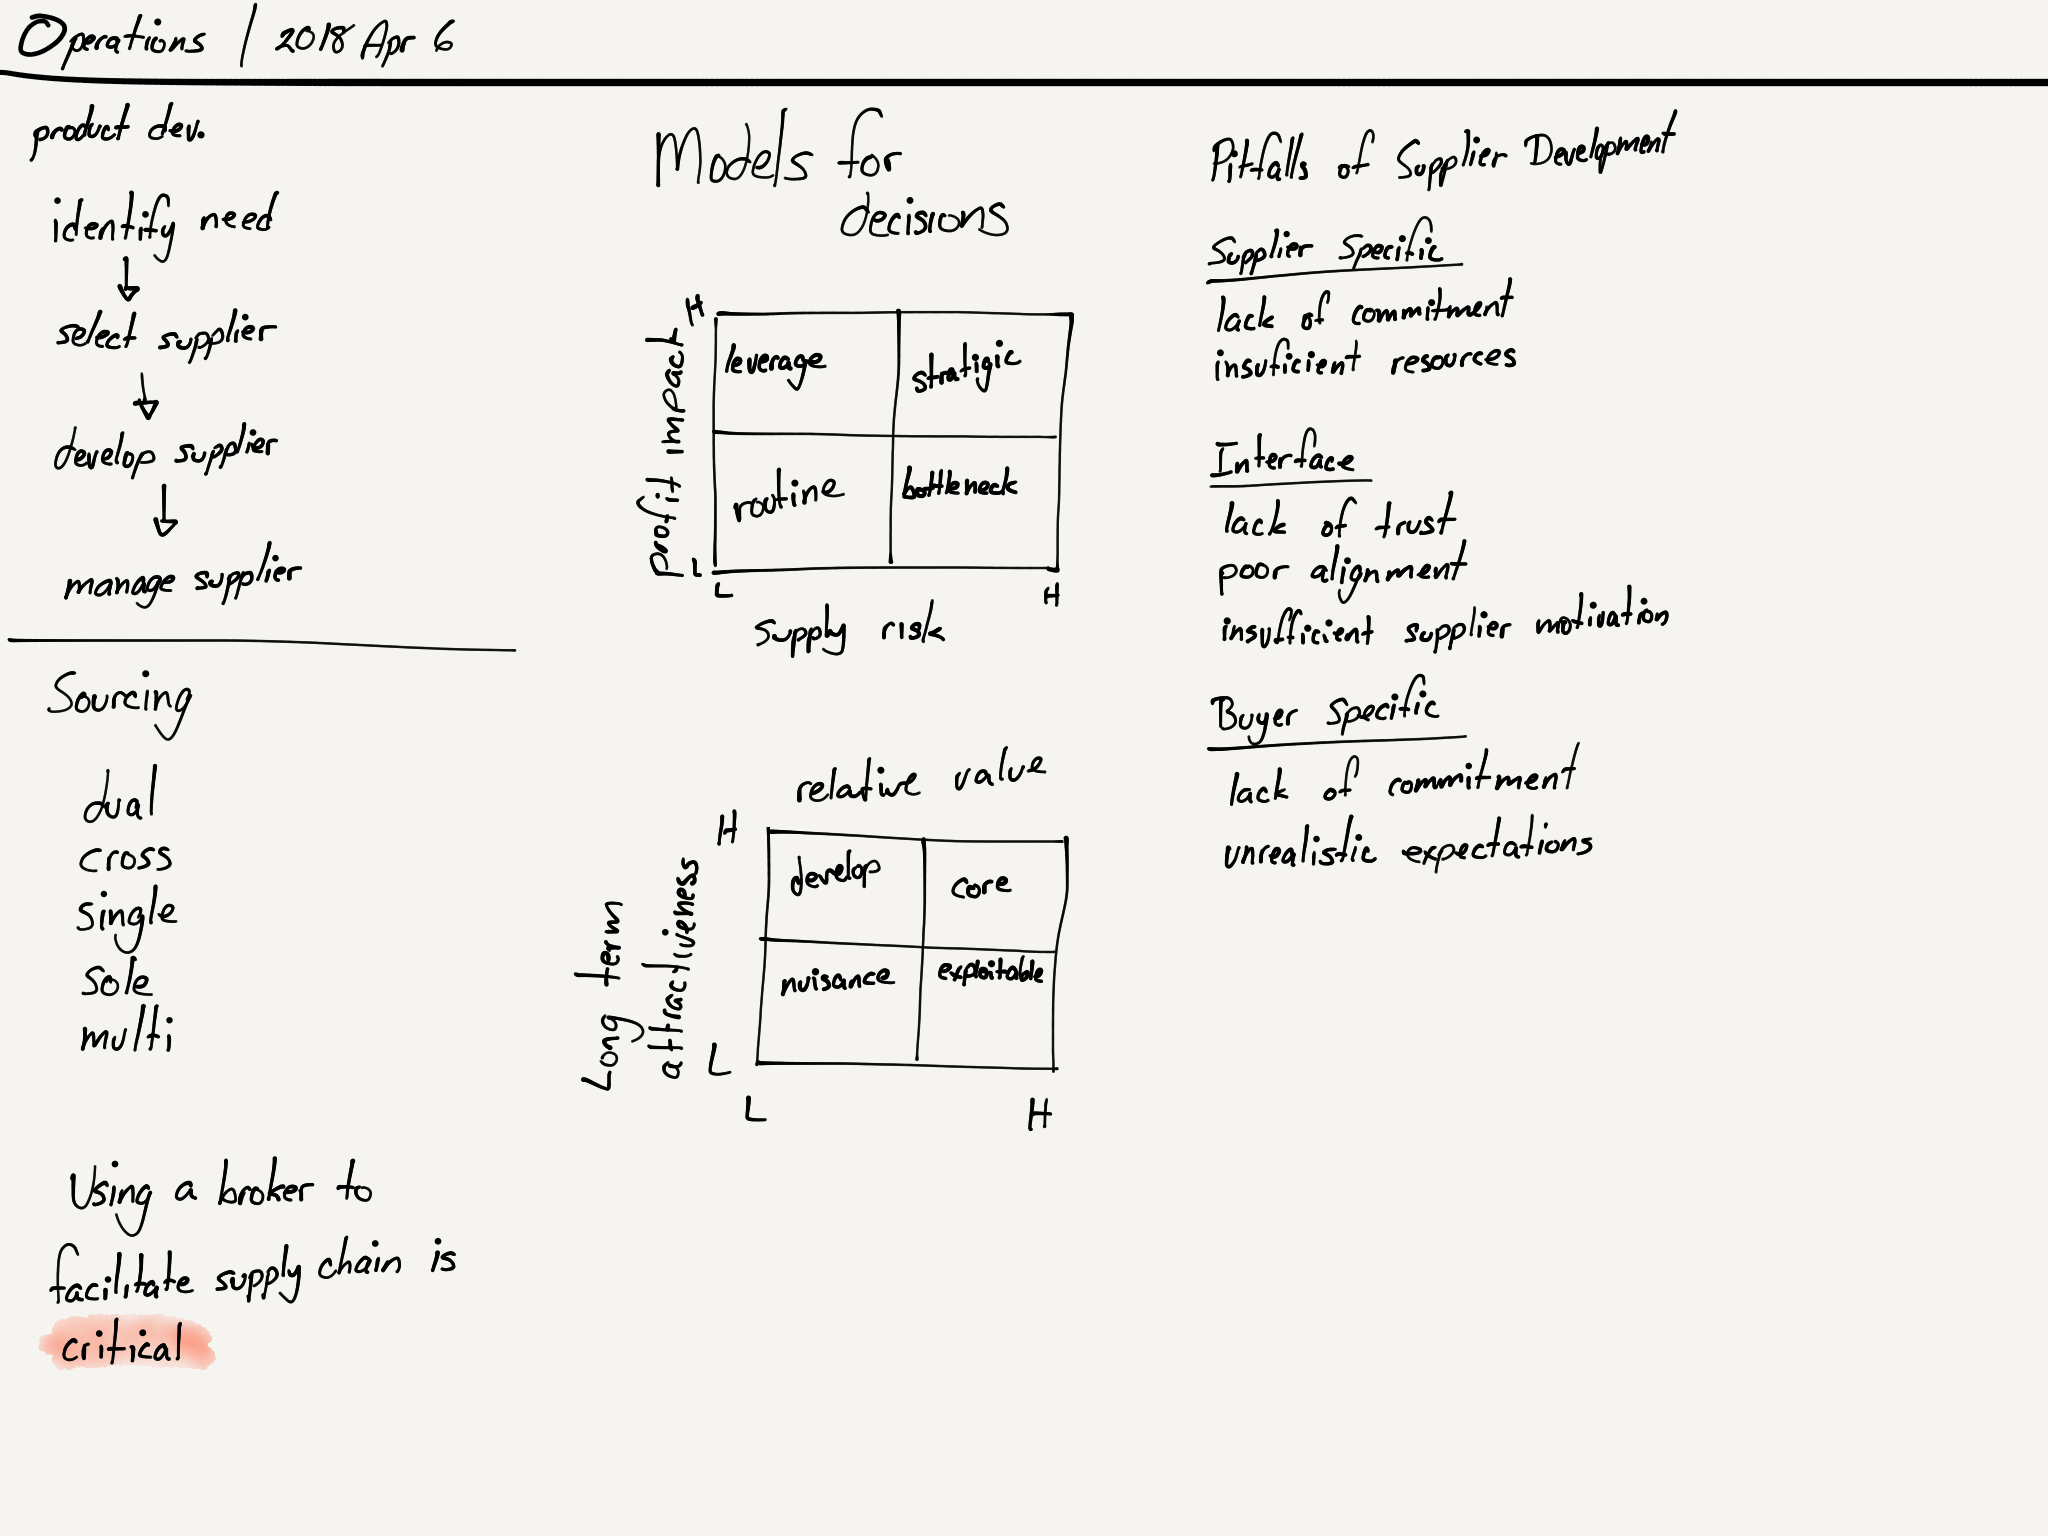 Operations / 2018 Apr 6
product dev.
identify need
select supplier
develop supplier
manage supplier
Sourcing
dual
cross
single
sole
multi
Using a broker to
facilitate supply chain is
critical
Models for
decisions
H
leverage
stratigic
Profit impact
routine
bottleneck
L
L
H
supply risk
relative value
H
develop
core
Long term
attractiveness
nuisance
exploitable
L
L
H
Pitfalls of Supplier Development
Supplier Specific
lack of commitment
insuficient resources
Interface
lack of trust
poor alignment
insufficient supplier motivation
Buyer Specific
lack of commitment
unrealistic expectations